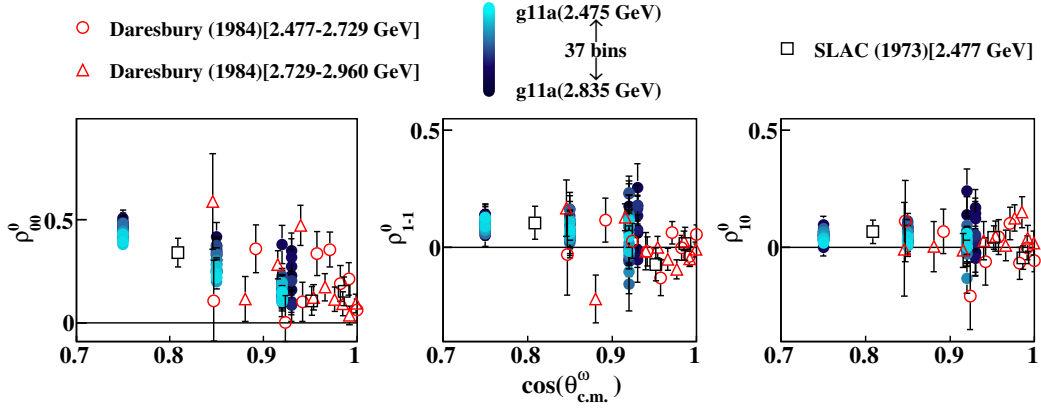 Daresbury (1984)[2.477-2.729 GeV]
Daresbury (1984)[2.729-2.960 GeV]
g11a(2.475 GeV)
37 bins
g11a(2.835 GeV)
SLAC (1973)[2.477 GeV]
ρ⁰₀₀
0.5
0
0.7 0.8 0.9 1
ρ⁰₁₋₁
0.5
0
0.7 0.8 0.9 1
ρ⁰₁₀
0.5
0
0.7 0.8 0.9 1
cos(θ^ω_c.m.)